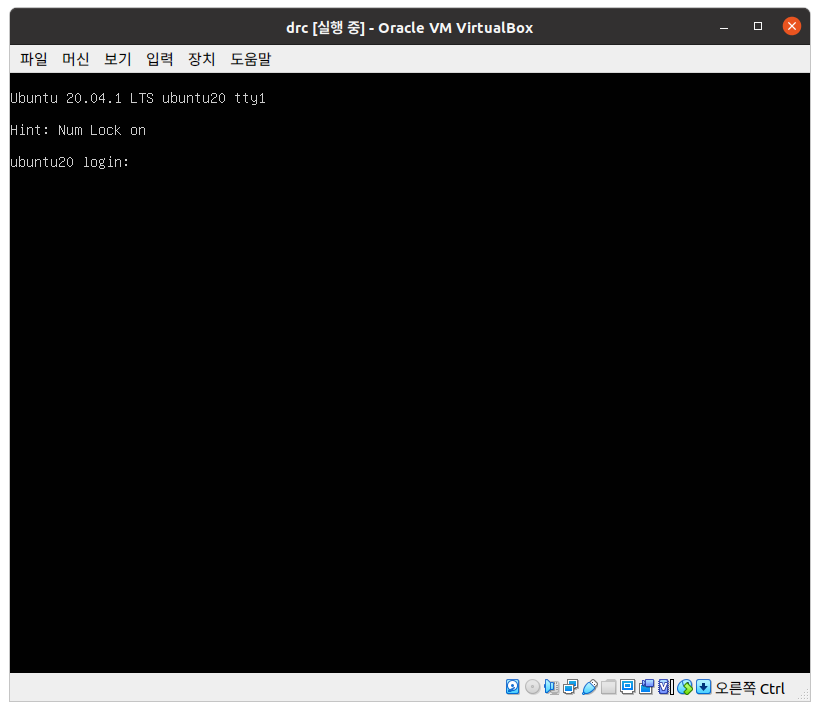 drc [실행 중] - Oracle VM VirtualBox
파일 머신 보기 입력 장치 도움말
Ubuntu 20.04.1 LTS ubuntu20 tty1
Hint: Num Lock on
ubuntu20 login:
오른쪽 Ctrl